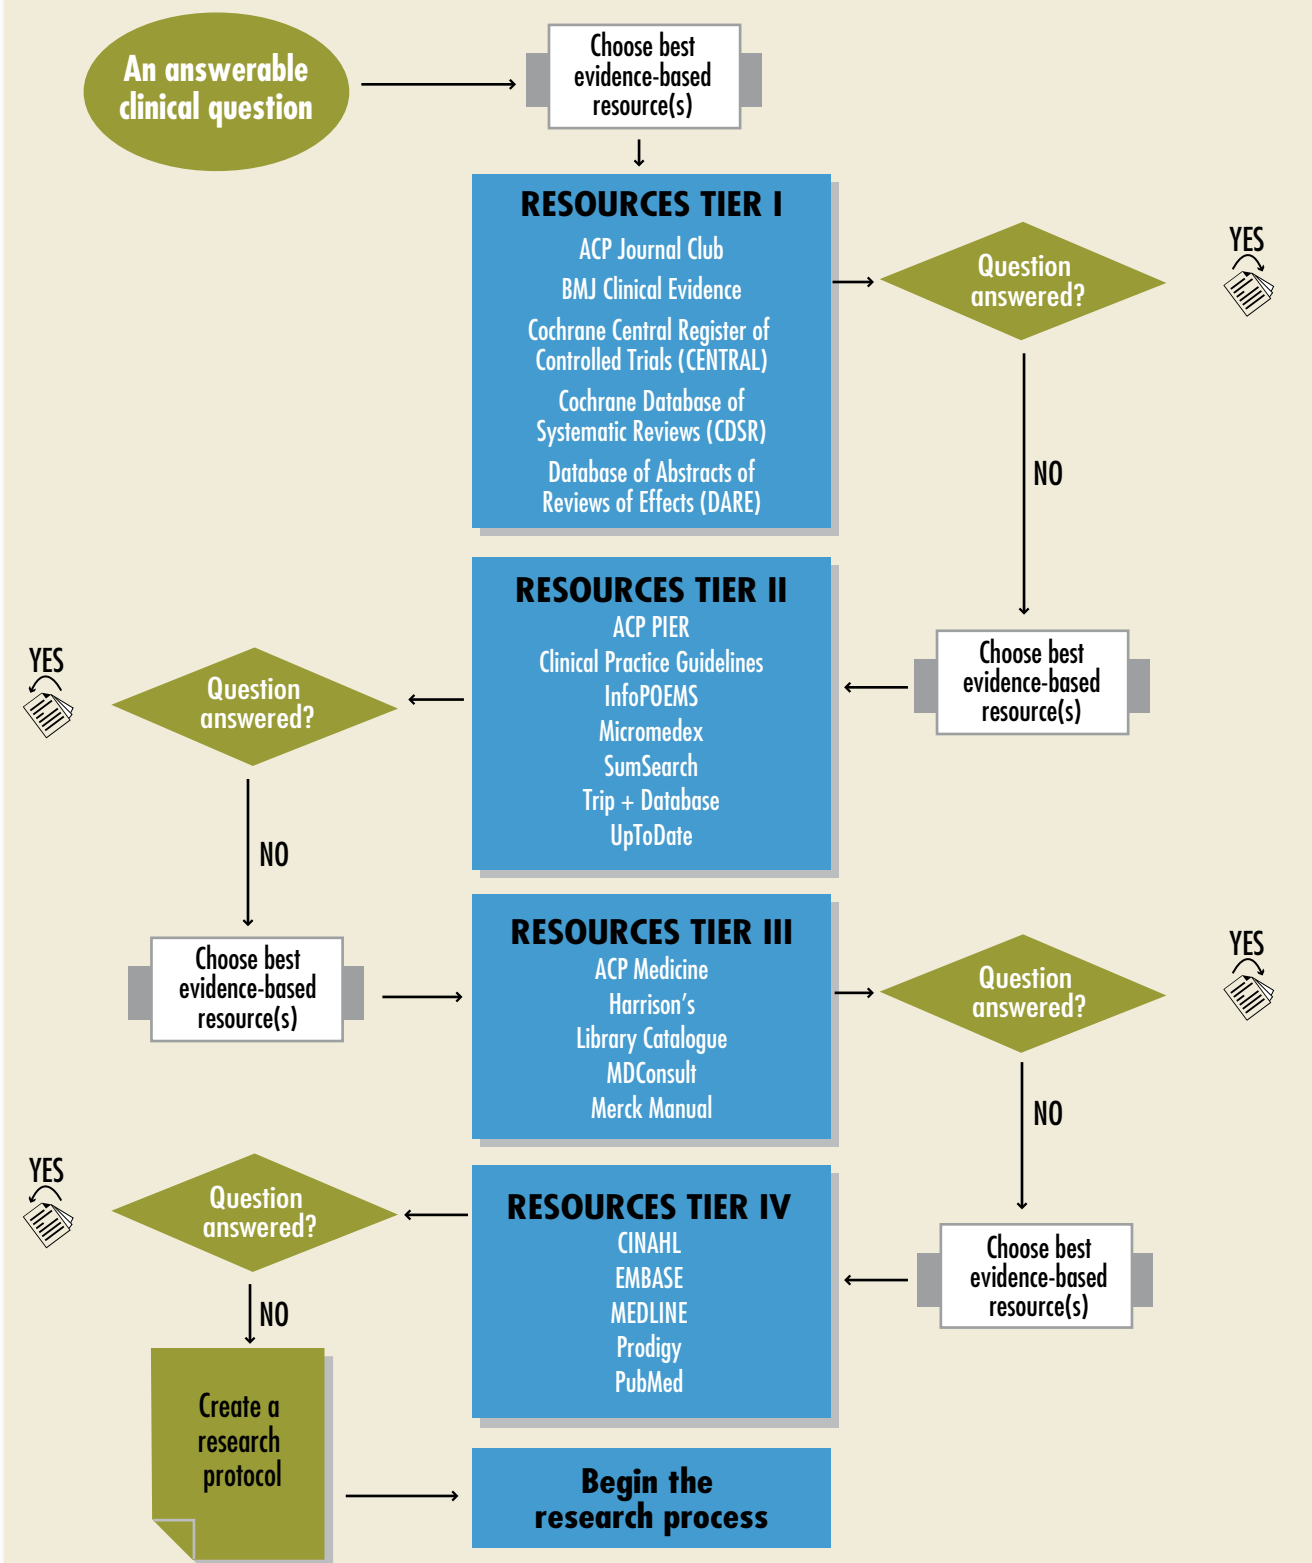 An answerable
clinical question
Choose best
evidence-based
resource(s)
RESOURCES TIER I
ACP Journal Club
BMJ Clinical Evidence
Cochrane Central Register of
Controlled Trials (CENTRAL)
Cochrane Database of
Systematic Reviews (CDSR)
Database of Abstracts of
Reviews of Effects (DARE)
Question
answered?
YES
NO
Choose best
evidence-based
resource(s)
RESOURCES TIER II
ACP PIER
Clinical Practice Guidelines
InfoPOEMS
Micromedex
SumSearch
Trip + Database
UpToDate
Question
answered?
YES
NO
Choose best
evidence-based
resource(s)
RESOURCES TIER III
ACP Medicine
Harrison's
Library Catalogue
MDConsult
Merck Manual
Question
answered?
YES
NO
Choose best
evidence-based
resource(s)
RESOURCES TIER IV
CINAHL
EMBASE
MEDLINE
Prodigy
PubMed
Question
answered?
YES
NO
Create a
research
protocol
Begin the
research process